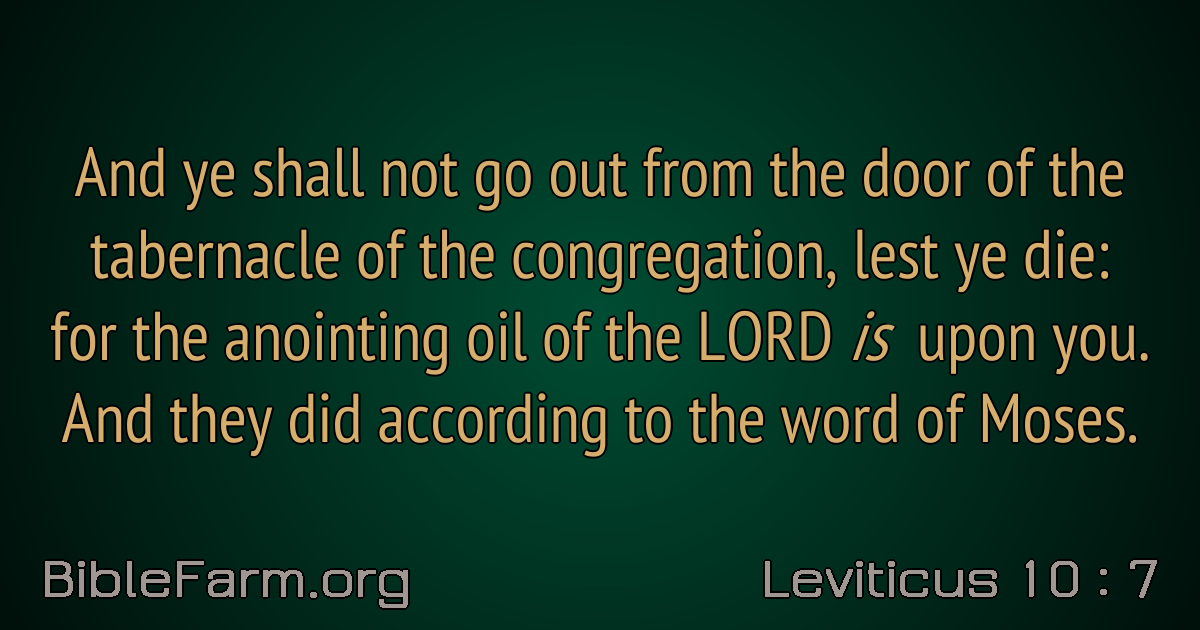 And ye shall not go out from the door of the
tabernacle of the congregation, lest ye die:
for the anointing oil of the LORD is upon you.
And they did according to the word of Moses.
BibleFarm.org
Leviticus 10 : 7